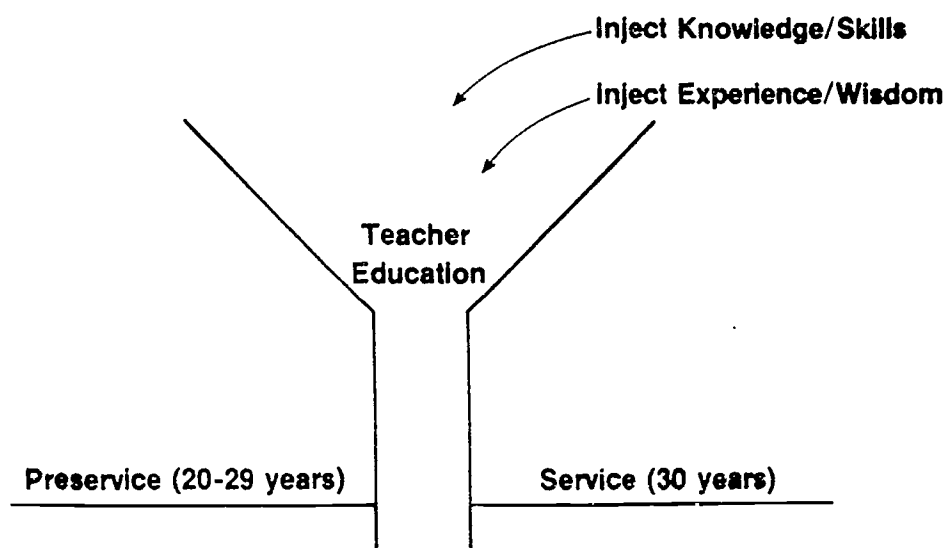 Inject Knowledge/Skills
Inject Experience/Wisdom
Teacher
Education
Preservice (20-29 years)
Service (30 years)